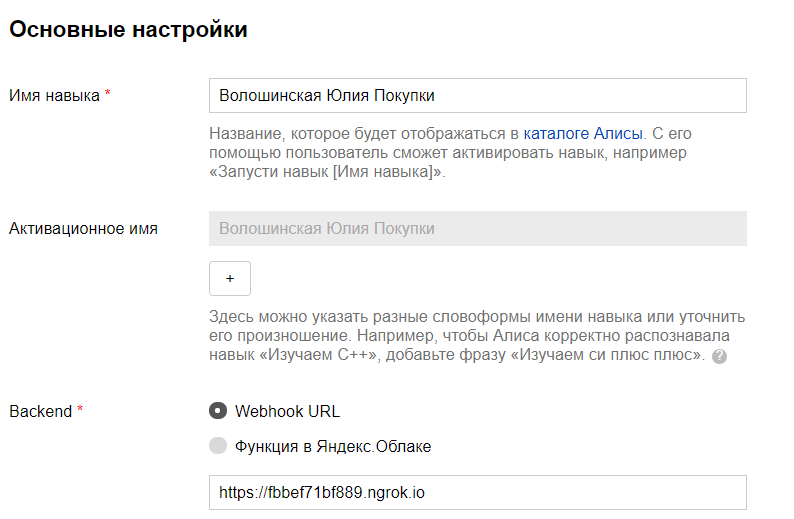 Основные настройки
Имя навыка *
Волошинская Юлия Покупки
Название, которое будет отображаться в каталоге Алисы. С его
помощью пользователь сможет активировать навык, например
«Запусти навык [Имя навыка]».
Активационное имя
Волошинская Юлия Покупки
+
Здесь можно указать разные словоформы имени навыка или уточнить
его произношение. Например, чтобы Алиса корректно распознавала
навык «Изучаем C++», добавьте фразу «Изучаем си плюс плюс». ?
Backend *
Webhook URL
Функция в Яндекс.Облаке
https://fbbef71bf889.ngrok.io